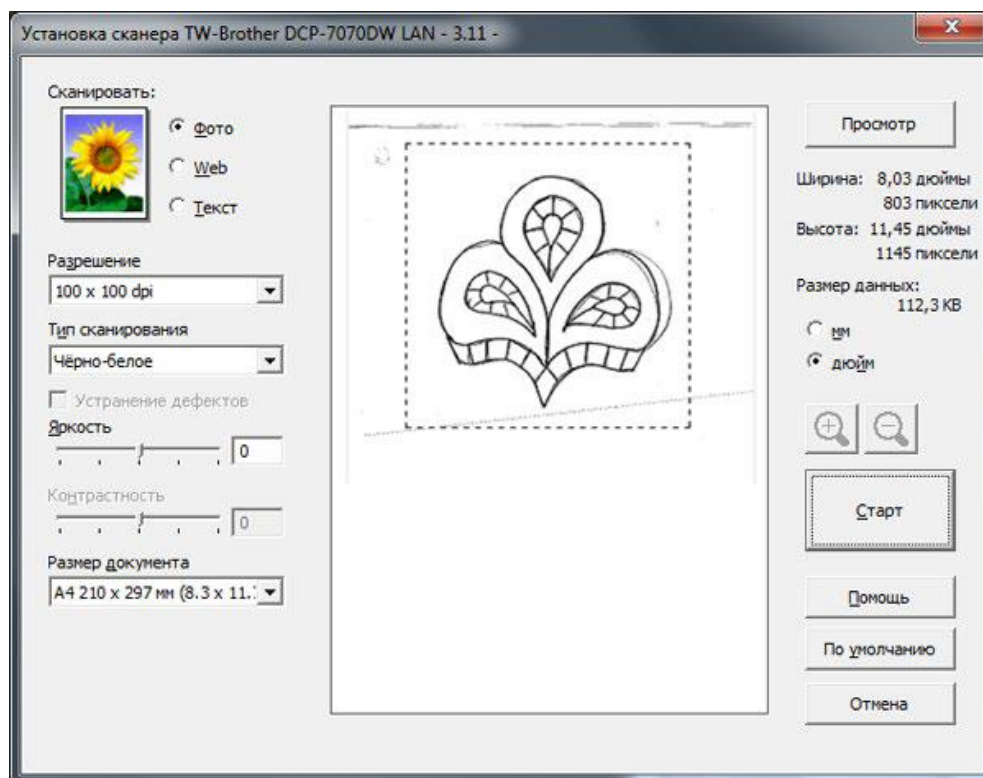 Установка сканера TW-Brother DCP-7070DW LAN - 3.11 -
Сканировать:
Фото
Web
Текст
Разрешение
100 x 100 dpi
Тип сканирования
Чёрно-белое
Устранение дефектов
Яркость
0
Контрастность
0
Размер документа
A4 210 x 297 мм (8.3 x 11.
Просмотр
Ширина: 8,03 дюймы
803 пиксели
Высота: 11,45 дюймы
1145 пиксели
Размер данных:
112,3 KB
мм
дюйм
Старт
Помощь
По умолчанию
Отмена